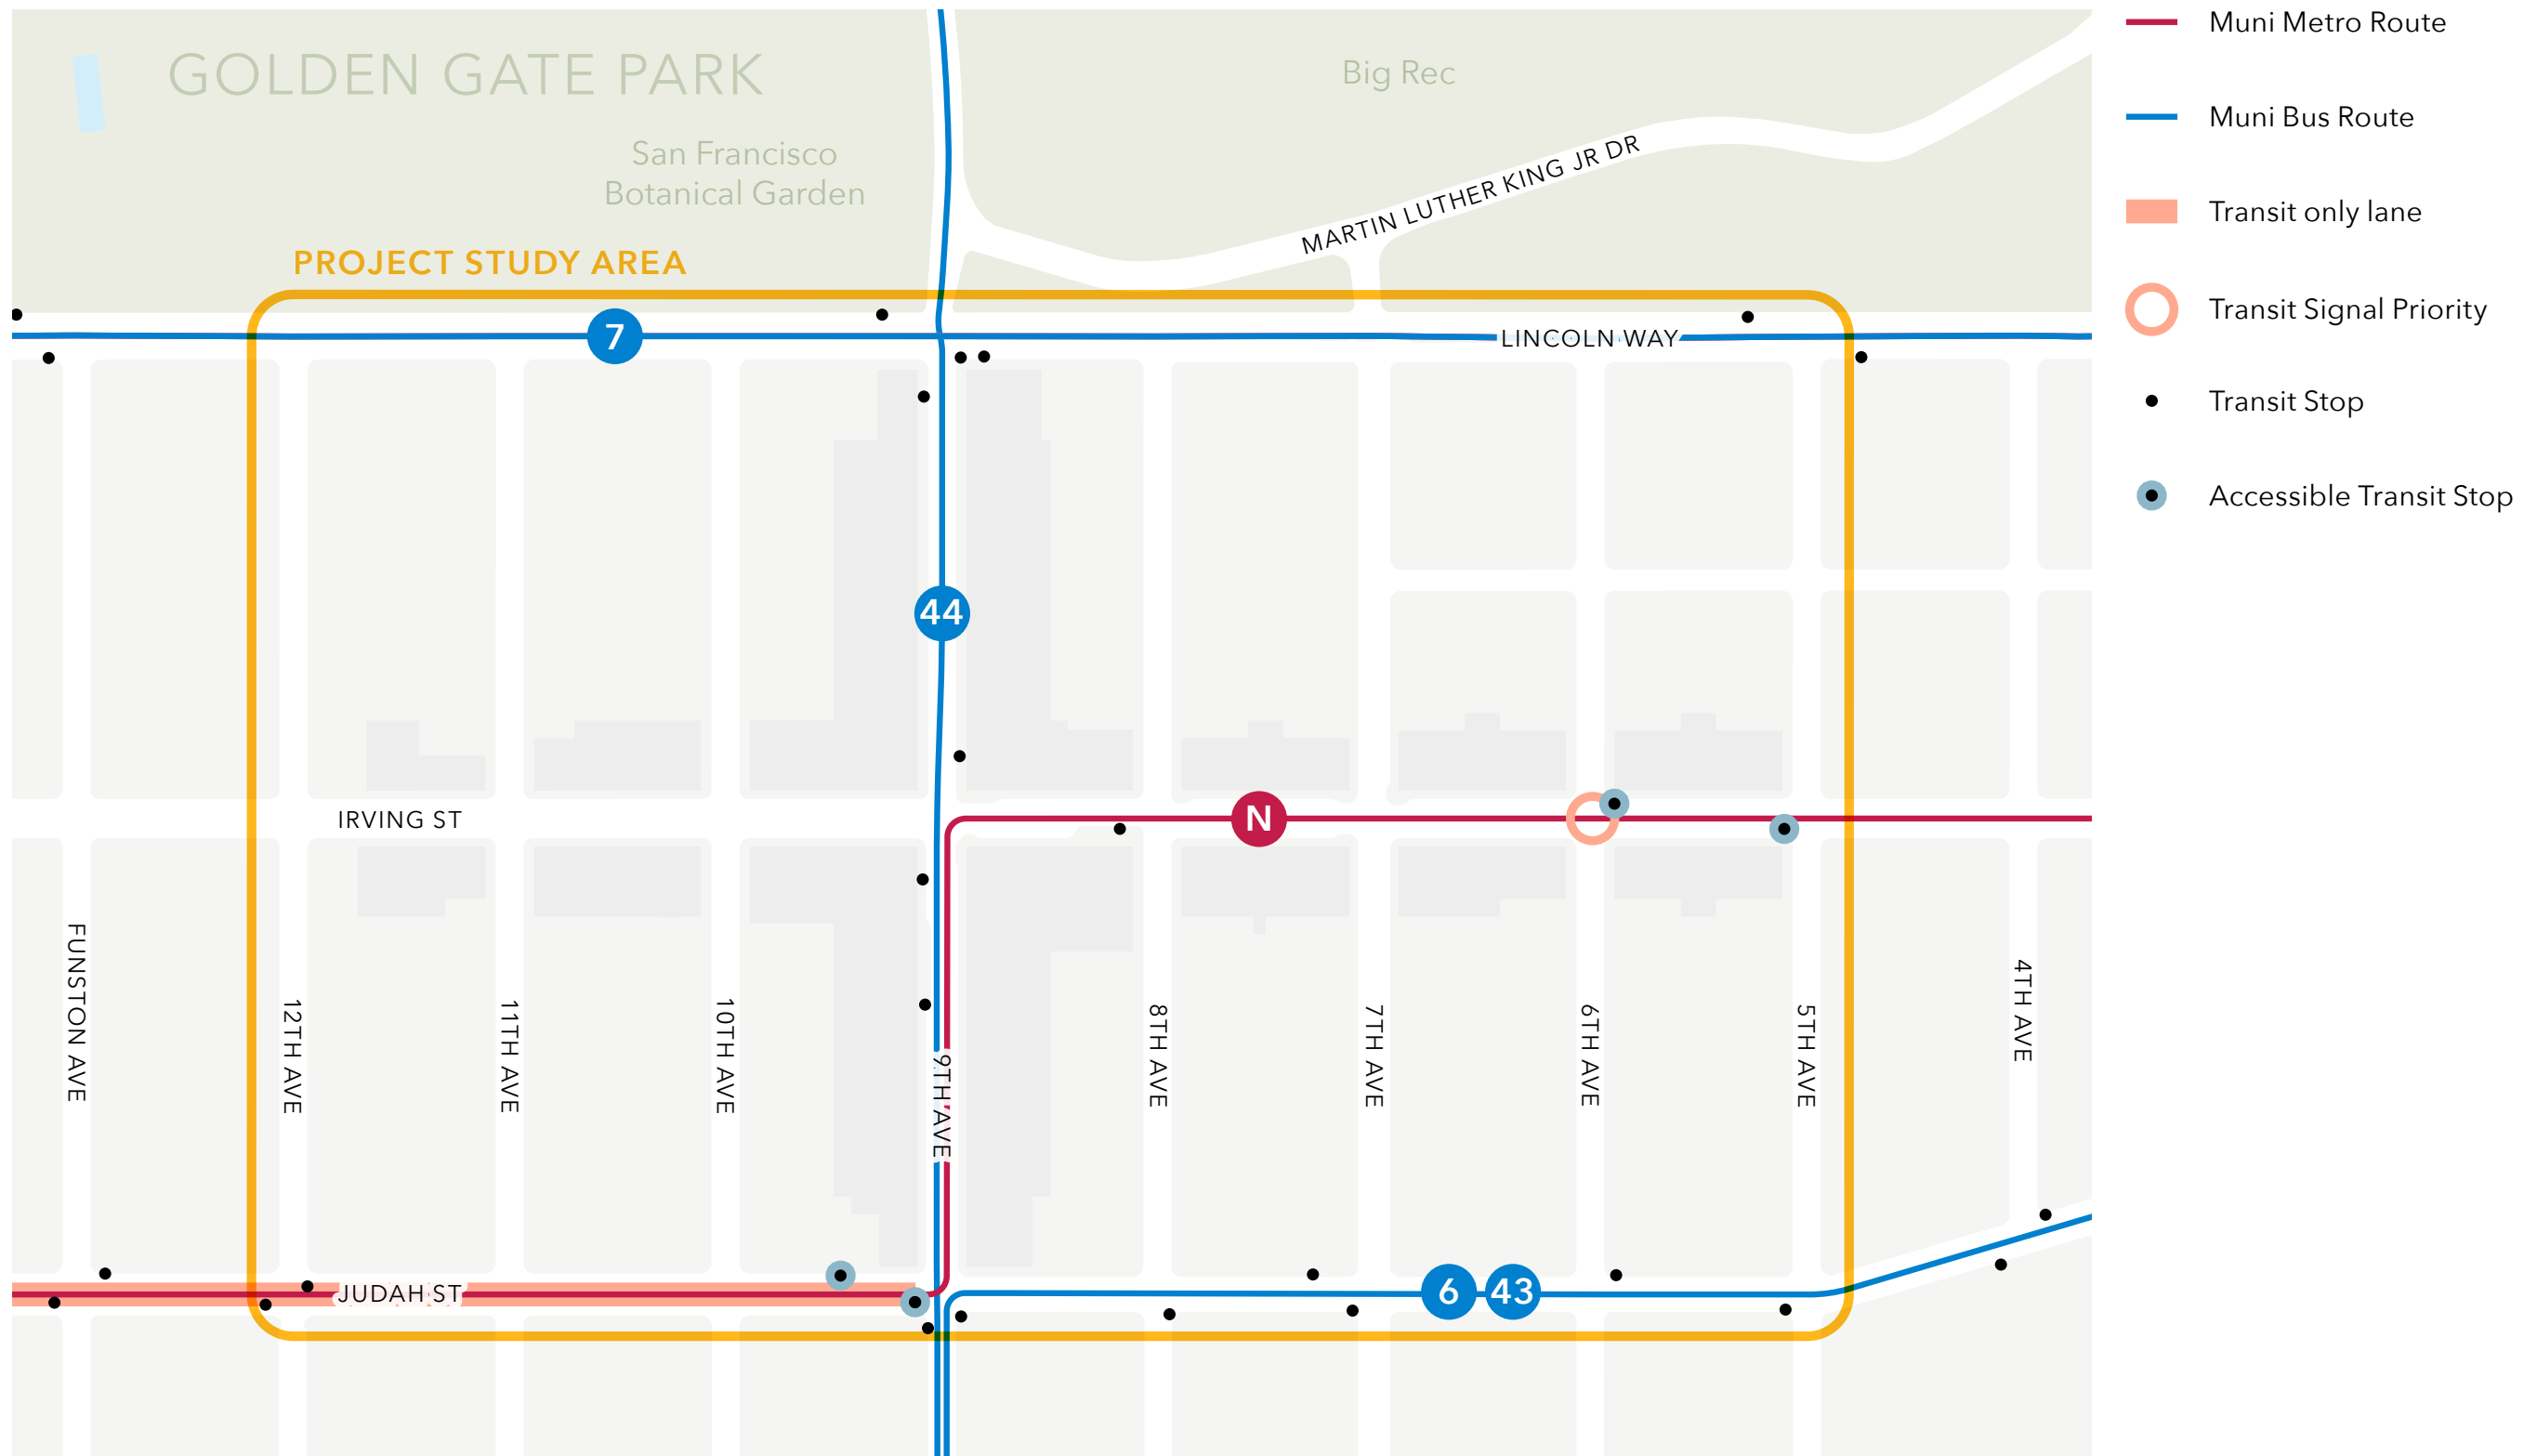 GOLDEN GATE PARK
Big Rec
San Francisco
Botanical Garden
MARTIN LUTHER KING JR DR
PROJECT STUDY AREA
7
LINCOLN WAY
44
IRVING ST
N
FUNSTON AVE
12TH AVE
11TH AVE
10TH AVE
9TH AVE
8TH AVE
7TH AVE
6TH AVE
5TH AVE
4TH AVE
JUDAH ST
6
43
Muni Metro Route
Muni Bus Route
Transit only lane
Transit Signal Priority
Transit Stop
Accessible Transit Stop